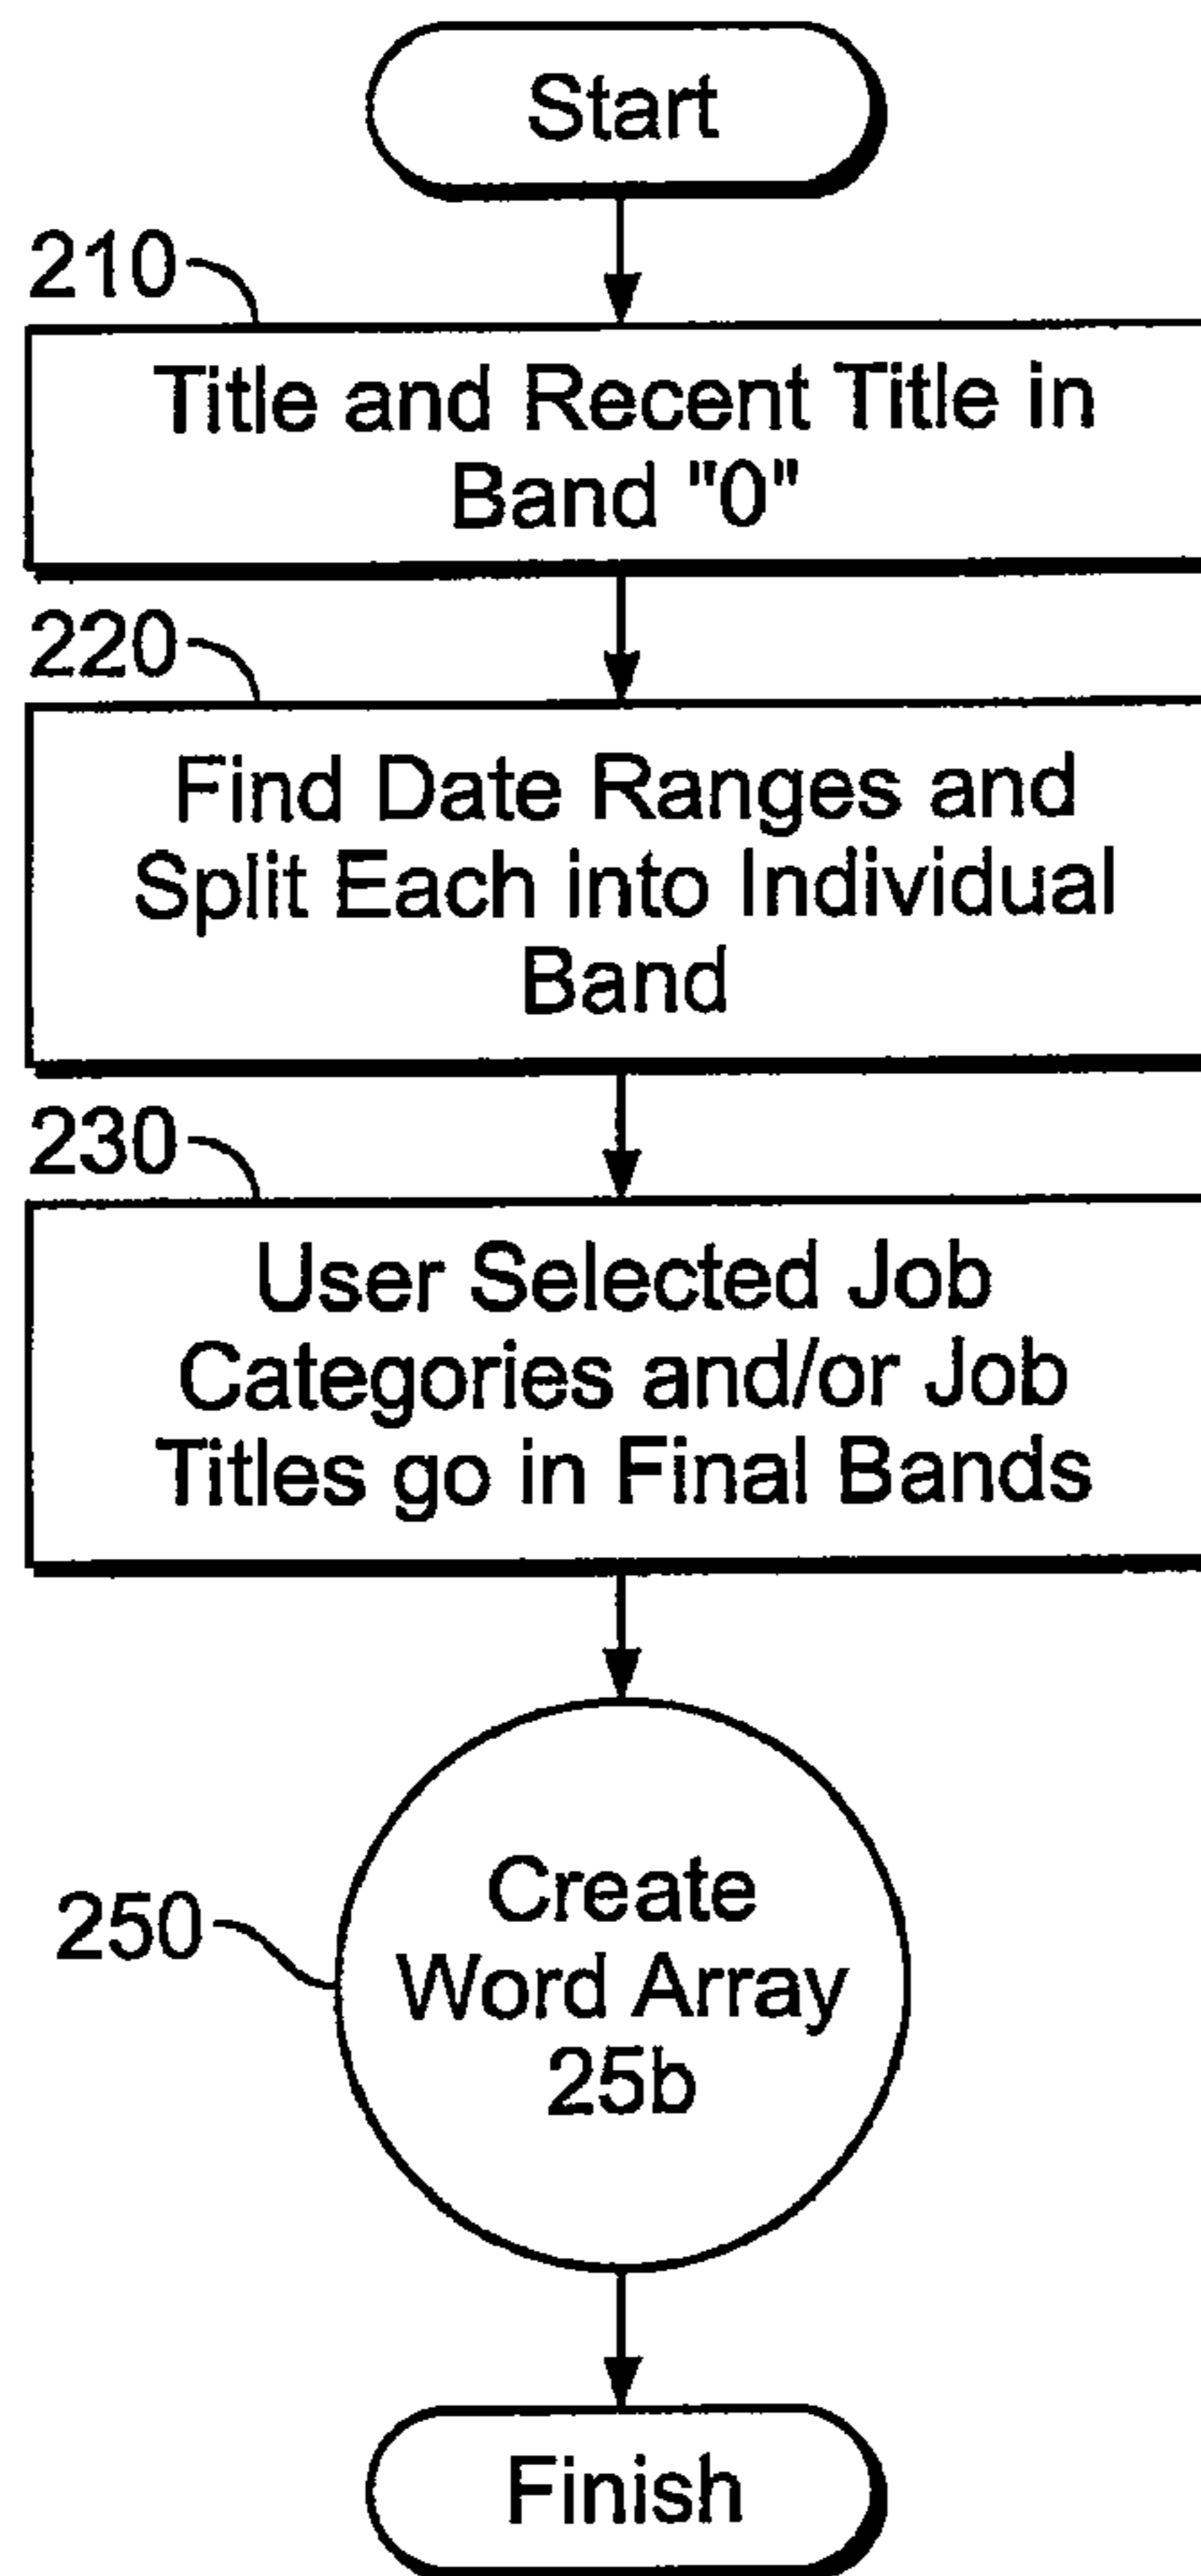 Start
210
Title and Recent Title in
Band "0"
220
Find Date Ranges and
Split Each into Individual
Band
230
User Selected Job
Categories and/or Job
Titles go in Final Bands
250
Create
Word Array
25b
Finish